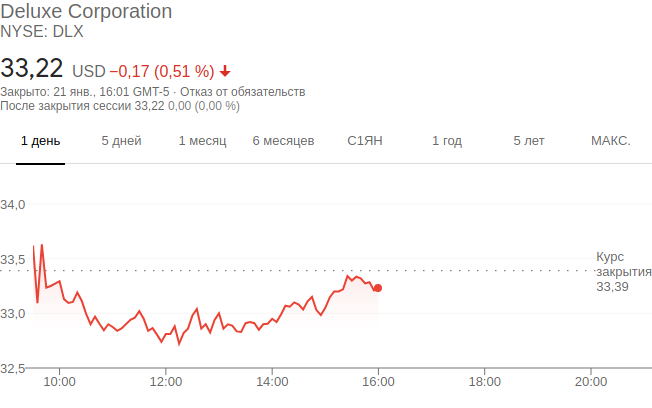 Deluxe Corporation
NYSE: DLX
33,22 USD −0,17 (0,51 %)
Закрыто: 21 янв., 16:01 GMT-5 · Отказ от обязательств
После закрытия сессии 33,22 0,00 (0,00 %)
1 день 5 дней 1 месяц 6 месяцев С1ЯН 1 год 5 лет МАКС.
34,0
33,5
33,0
32,5
Курс
закрытия
33,39
10:00 12:00 14:00 16:00 18:00 20:00